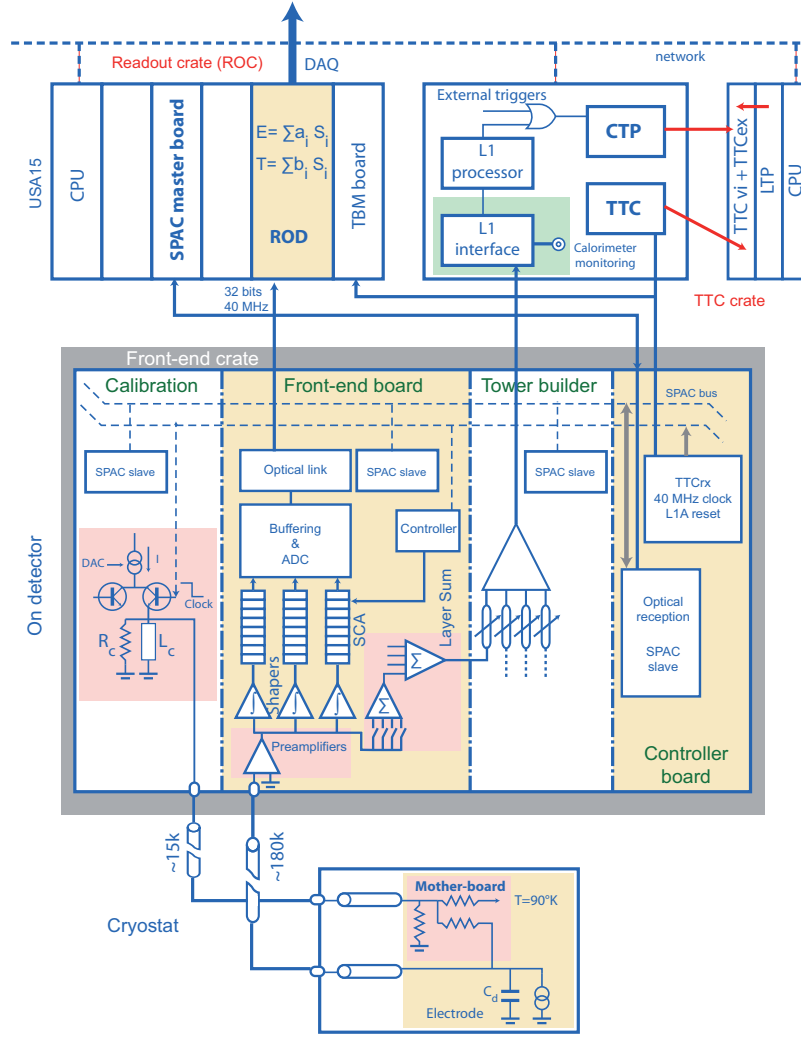 Readout crate (ROC)
DAQ
network
USA15
CPU
SPAC master board
E= ∑a_i S_i
T= ∑b_i S_i
ROD
TBM board
External triggers
CTP
L1
processor
TTC
L1
interface
Calorimeter
monitoring
TTC vi + TTCex
LTP
CPU
TTC crate
32 bits
40 MHz
Front-end crate
Calibration
Front-end board
Tower builder
SPAC bus
SPAC slave
Optical link
SPAC slave
SPAC slave
TTCrx
40 MHz clock
L1A reset
Buffering
&
ADC
Controller
On detector
DAC
I
Clock
R_c
L_c
SCA
Layer Sum
Optical
reception
SPAC
slave
Shapers
∫
∫
∫
∑
∑
Preamplifiers
Controller
board
~15k
~180k
Cryostat
Mother-board
T=90°K
C_d
Electrode